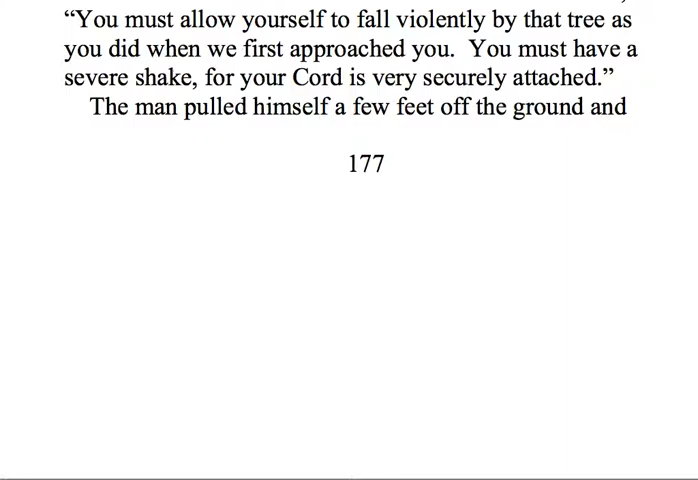 “You must allow yourself to fall violently by that tree as
you did when we first approached you.  You must have a
severe shake, for your Cord is very securely attached.”
The man pulled himself a few feet off the ground and
177